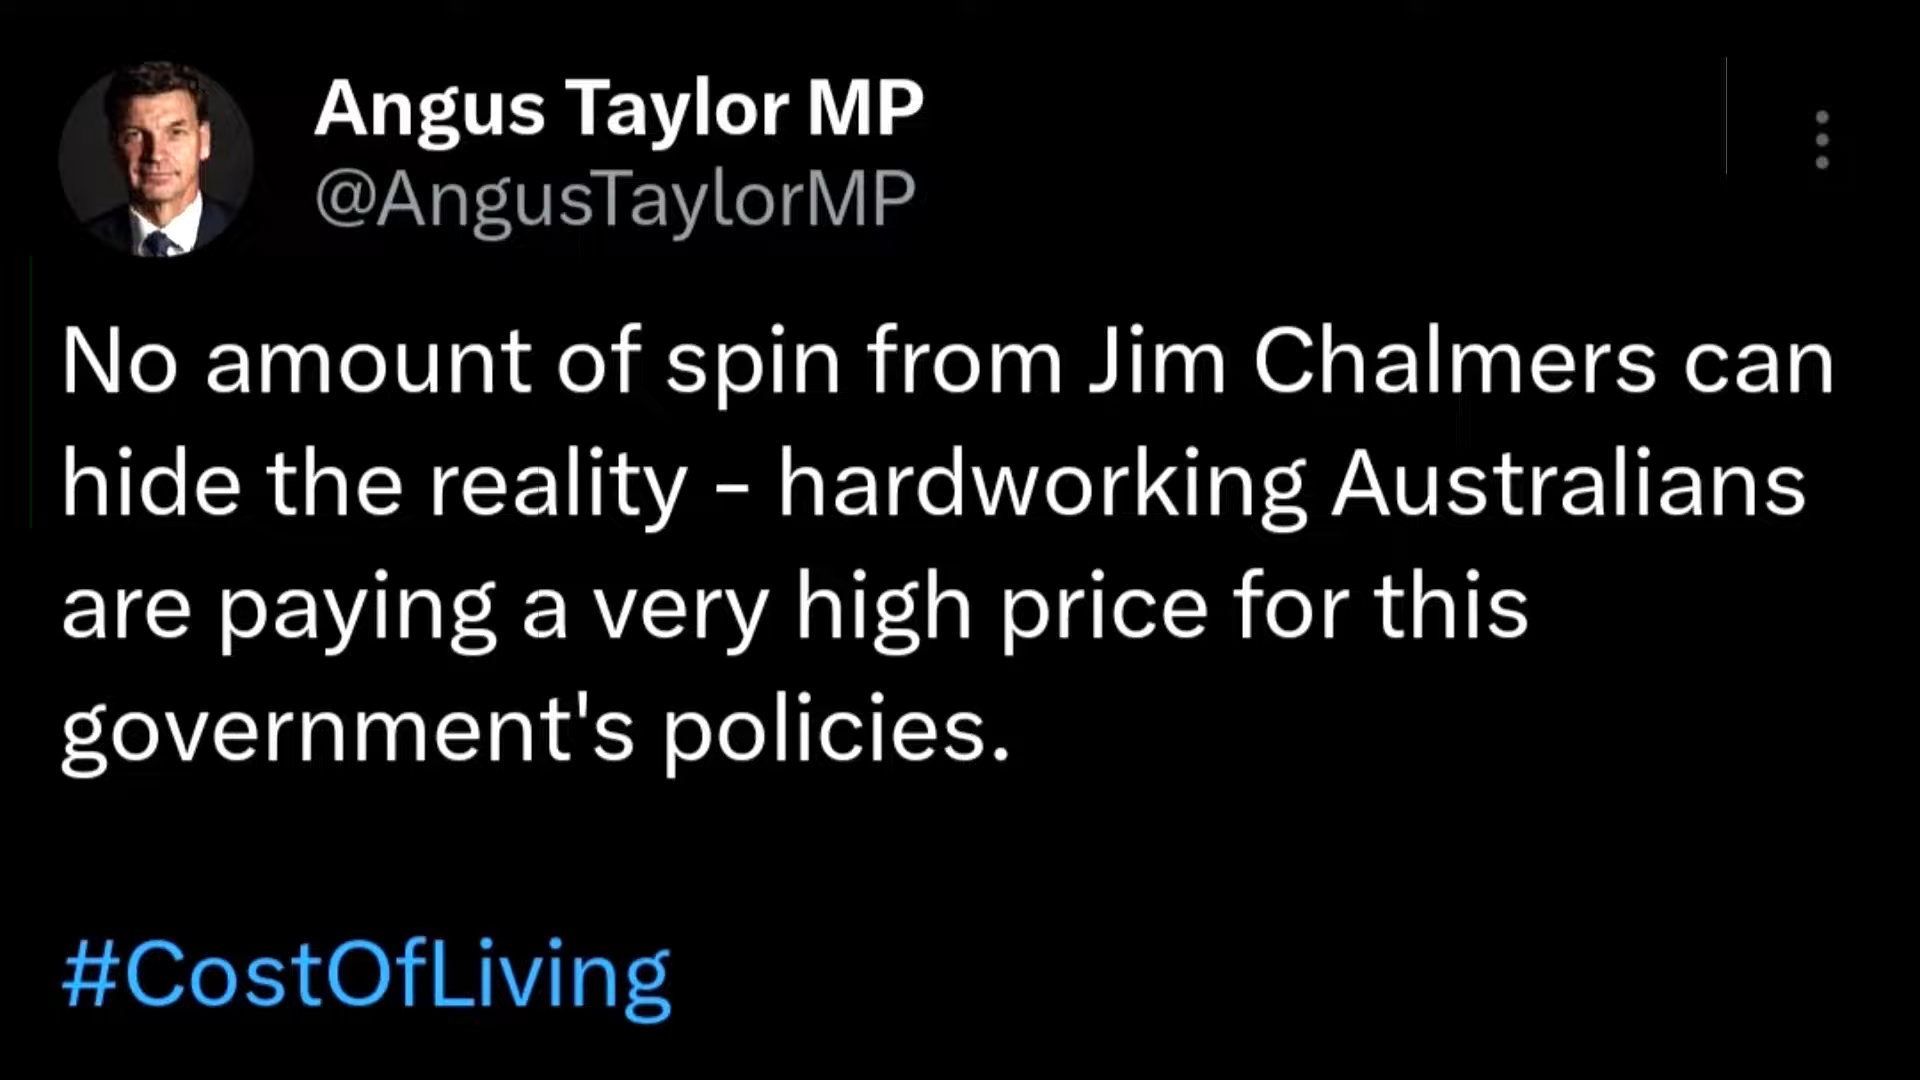 Angus Taylor MP
@AngusTaylorMP
No amount of spin from Jim Chalmers can
hide the reality - hardworking Australians
are paying a very high price for this
government's policies.
#CostOfLiving